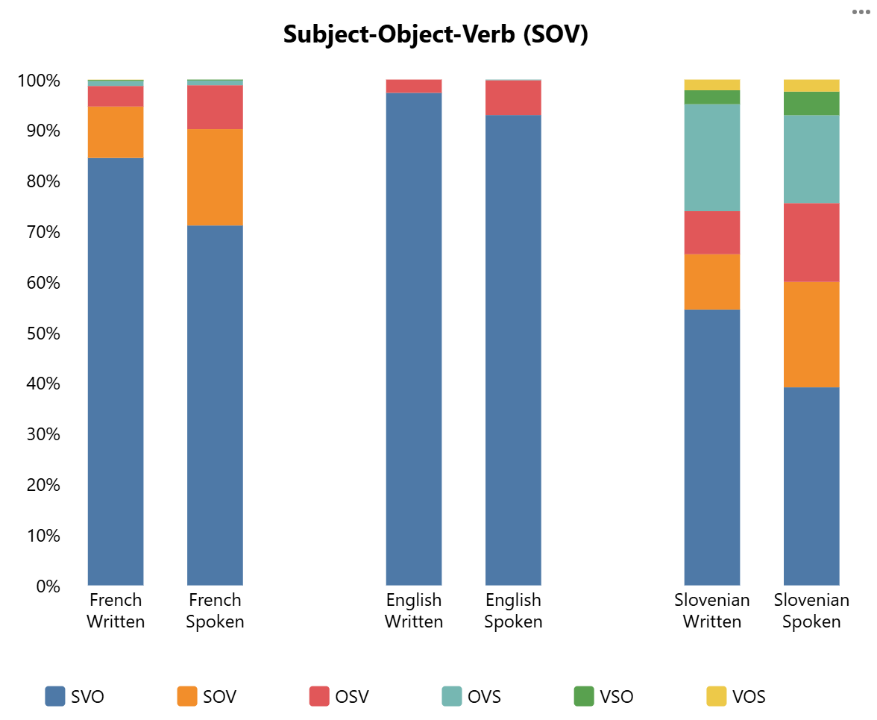 Subject-Object-Verb (SOV)
100%
90%
80%
70%
60%
50%
40%
30%
20%
10%
0%
French Written
French Spoken
English Written
English Spoken
Slovenian Written
Slovenian Spoken
SVO
SOV
OSV
OVS
VSO
VOS